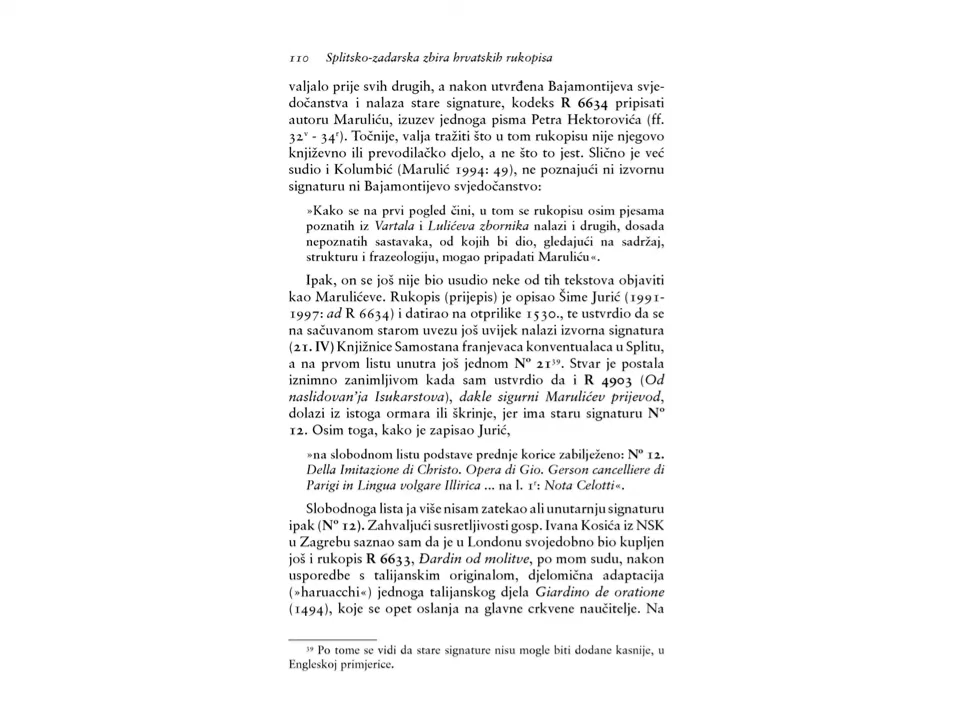 110 Splitsko-zadarska zbira hrvatskih rukopisa
valjalo prije svih drugih, a nakon utvrđena Bajamontijeva svje-
dočanstva i nalaza stare signature, kodeks R 6634 pripisati
autoru Maruliću, izuzev jednoga pisma Petra Hektorovića (ff.
32ᵛ - 34ʳ). Točnije, valja tražiti što u tom rukopisu nije njegovo
književno ili prevodilačko djelo, a ne što to jest. Slično je već
sudio i Kolumbić (Marulić 1994: 49), ne poznajući ni izvornu
signaturu ni Bajamontijevo svjedočanstvo:
»Kako se na prvi pogled čini, u tom se rukopisu osim pjesama
poznatih iz Vartala i Lulićeva zbornika nalazi i drugih, dosada
nepoznatih sastavaka, od kojih bi dio, gledajući na sadržaj,
strukturu i frazeologiju, mogao pripadati Maruliću«.
Ipak, on se još nije bio usudio neke od tih tekstova objaviti
kao Marulićeve. Rukopis (prijepis) je opisao Šime Jurić (1991-
1997: ad R 6634) i datirao na otprilike 1530., te ustvrdio da se
na sačuvanom starom uvezu još uvijek nalazi izvorna signatura
(21. IV) Knjižnice Samostana franjevaca konventualaca u Splitu,
a na prvom listu unutra još jednom Nº 21³⁹. Stvar je postala
iznimno zanimljivom kada sam ustvrdio da i R 4903 (Od
naslidovan'ja Isukarstova), dakle sigurni Marulićev prijevod,
dolazi iz istoga ormara ili škrinje, jer ima staru signaturu Nº
12. Osim toga, kako je zapisao Jurić,
»na slobodnom listu podstave prednje korice zabilježeno: Nº 12.
Della Imitazione di Christo. Opera di Gio. Gerson cancelliere di
Parigi in Lingua volgare Illirica ... na l. 1ʳ: Nota Celotti«.
Slobodnoga lista ja više nisam zatekao ali unutarnju signaturu
ipak (Nº 12). Zahvaljući susretljivosti gosp. Ivana Kosića iz NSK
u Zagrebu saznao sam da je u Londonu svojedobno bio kupljen
još i rukopis R 6633, Dardin od molitve, po mom sudu, nakon
usporedbe s talijanskim originalom, djelomična adaptacija
(»haruacchi«) jednoga talijanskog djela Giardino de oratione
(1494), koje se opet oslanja na glavne crkvene naučitelje. Na
³⁹ Po tome se vidi da stare signature nisu mogle biti dodane kasnije, u
Engleskoj primjerice.